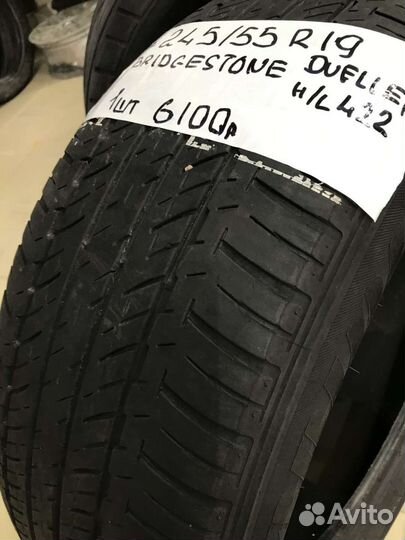 245/55 R19
BRIDGESTONE DUELLER
H/L 422
1шт 6100р
Avito